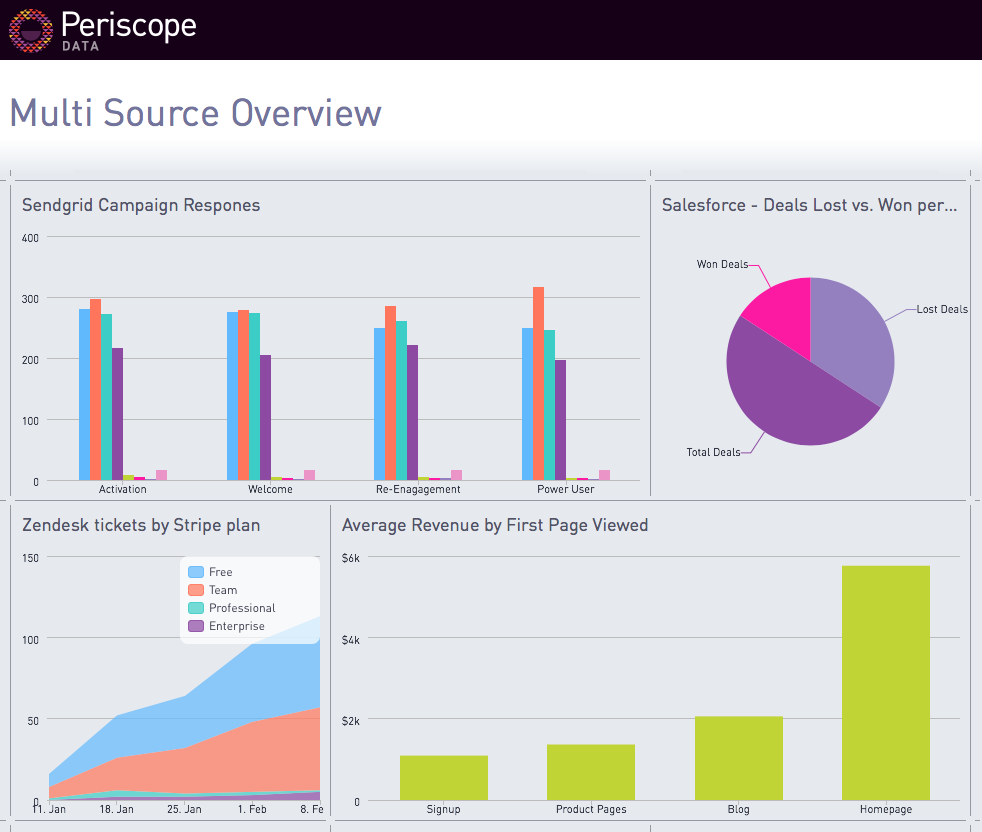 Periscope
DATA
Multi Source Overview
Sendgrid Campaign Respones
400
300
200
100
0
Activation
Welcome
Re-Enagagement
Power User
Salesforce - Deals Lost vs. Won per...
Won Deals
Lost Deals
Total Deals
Zendesk tickets by Stripe plan
150
100
50
0
Free
Team
Professional
Enterprise
11. Jan
18. Jan
25. Jan
1. Feb
8. Fe
Average Revenue by First Page Viewed
$6k
$4k
$2k
0
Signup
Product Pages
Blog
Homepage